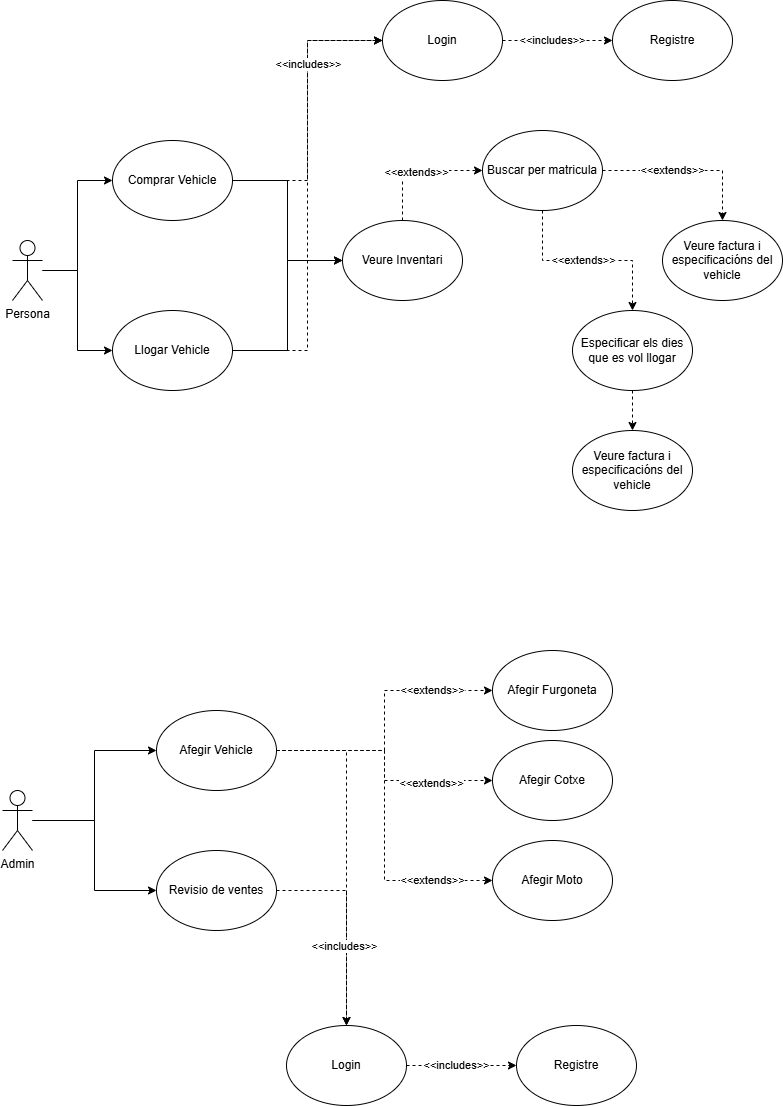 Login
<<includes>>
Registre
<<includes>>
Comprar Vehicle
<<extends>>
Buscar per matricula
<<extends>>
Veure Inventari
<<extends>>
Veure factura i
especificacións del
vehicle
Persona
Llogar Vehicle
Especificar els dies
que es vol llogar
Veure factura i
especificacións del
vehicle
<<extends>>
Afegir Furgoneta
Afegir Vehicle
<<extends>>
Afegir Cotxe
Admin
Revisio de ventes
<<extends>>
Afegir Moto
<<includes>>
Login
<<includes>>
Registre